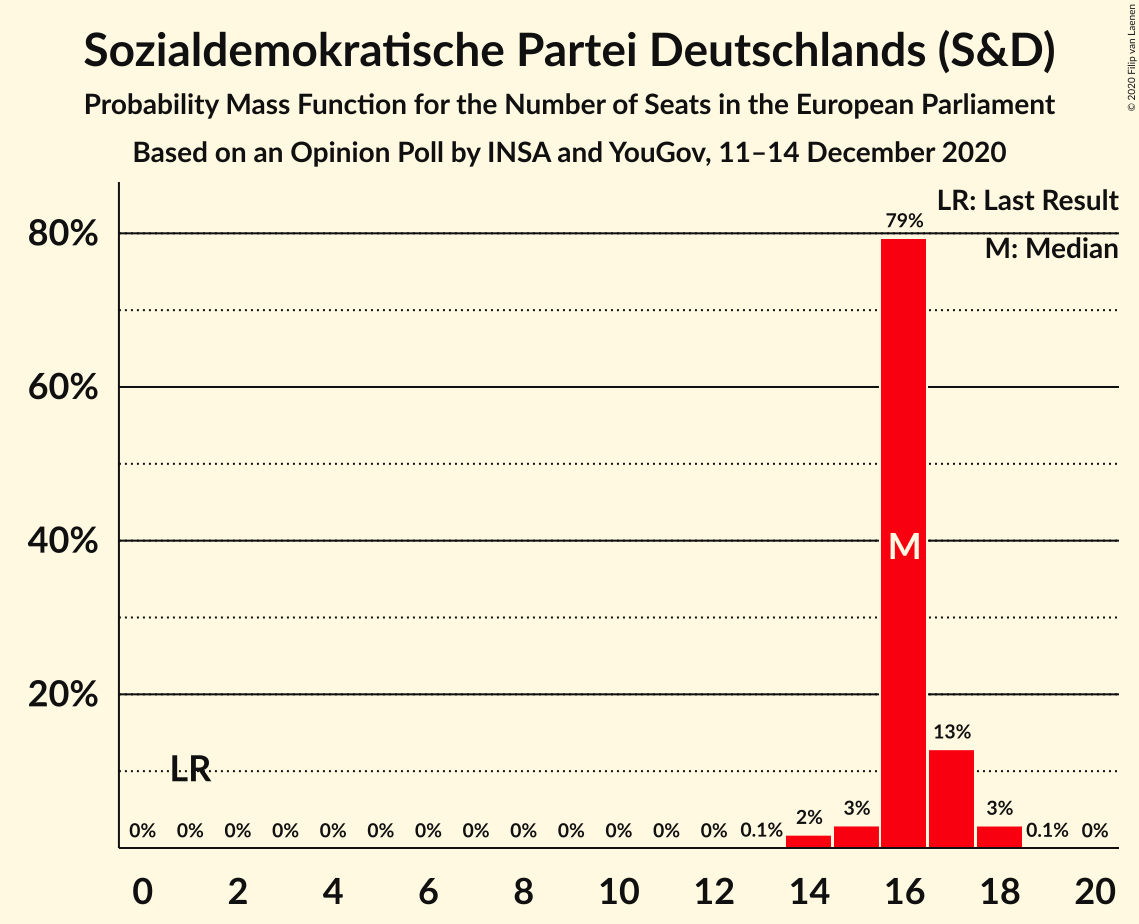 Sozialdemokratische Partei Deutschlands (S&D)
Probability Mass Function for the Number of Seats in the European Parliament
Based on an Opinion Poll by INSA and YouGov, 11–14 December 2020
© 2020 Filip van Laenen
LR: Last Result
M: Median
80%
60%
40%
20%
79%
M
13%
LR
0% 0% 0% 0% 0% 0% 0% 0% 0% 0% 0% 0% 0% 0.1% 2% 3% 3% 0.1% 0%
0 2 4 6 8 10 12 14 16 18 20